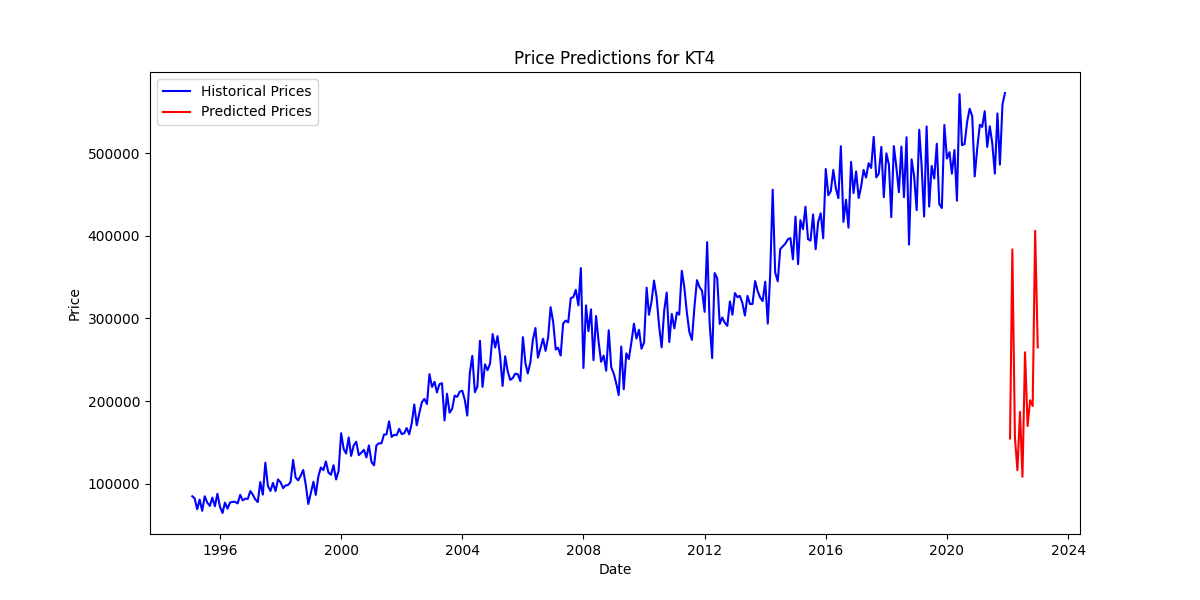 Price Predictions for KT4
Historical Prices
Predicted Prices
500000
400000
300000
200000
100000
Price
1996 2000 2004 2008 2012 2016 2020 2024
Date